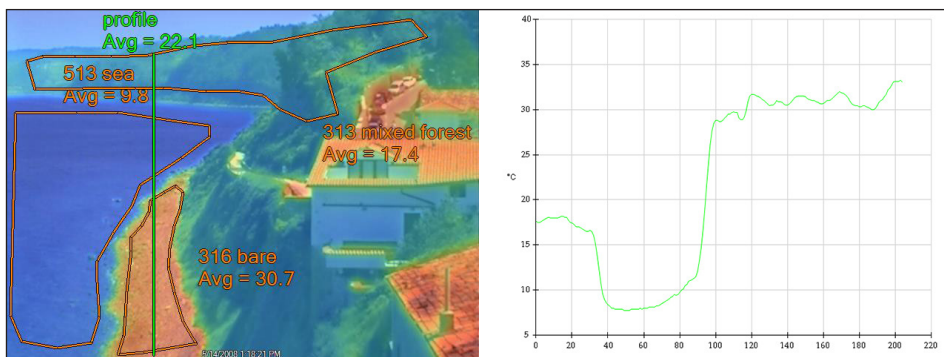 profile
Avg = 22.1
513 sea
Avg = 9.8
313 mixed forest
Avg = 17.4
316 bare
Avg = 30.7
5/14/2008 1:18:21 PM
40
35
30
25
°C
20
15
10
5
0 20 40 60 80 100 120 140 160 180 200 220